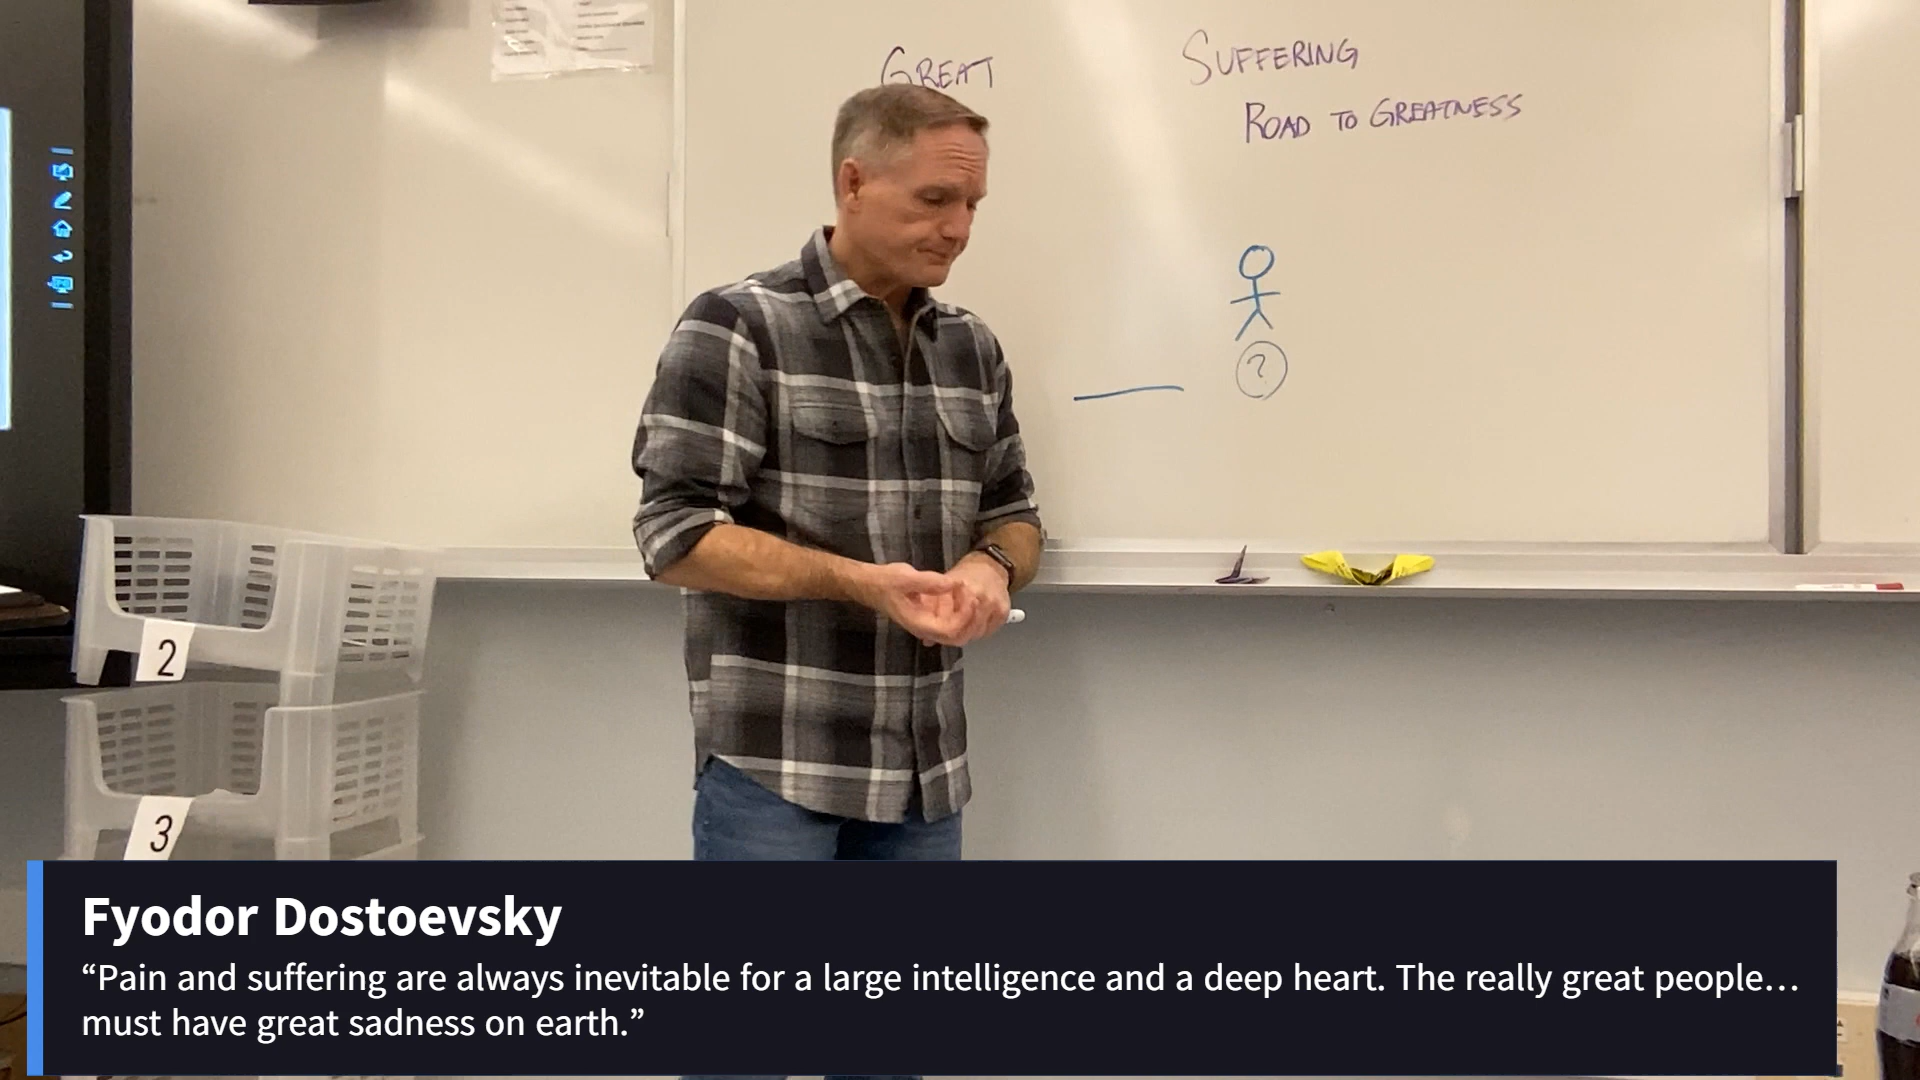 GREAT
SUFFERING
ROAD TO GREATNESS
?
2
3
Fyodor Dostoevsky
“Pain and suffering are always inevitable for a large intelligence and a deep heart. The really great people…
must have great sadness on earth.”